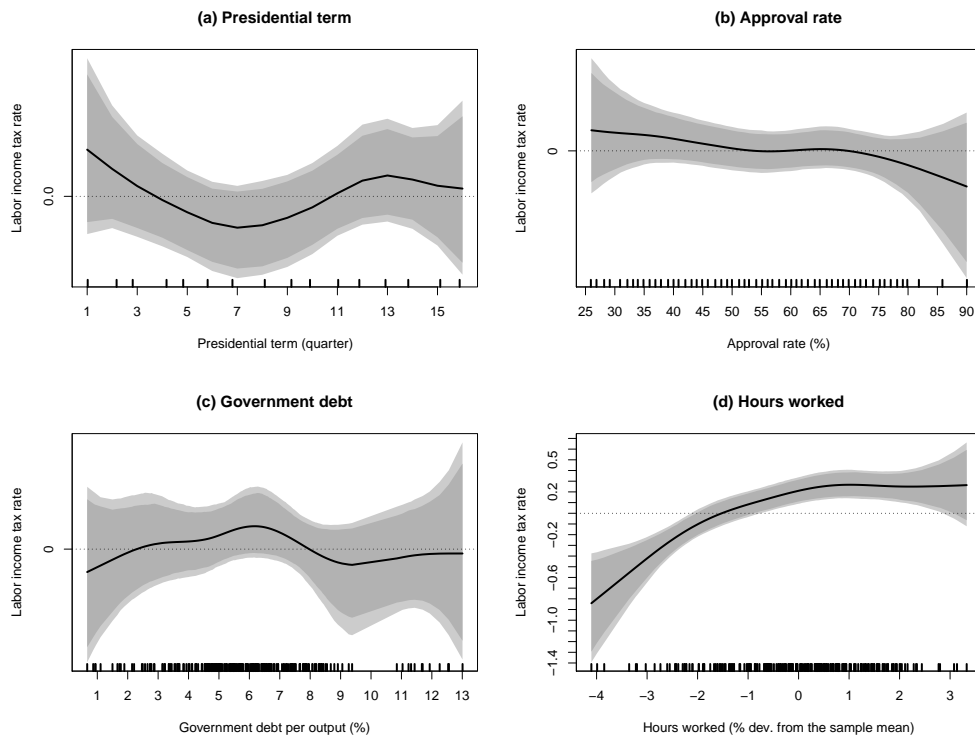 (a) Presidential term
Labor income tax rate
0.0
1 3 5 7 9 11 13 15
Presidential term (quarter)
(b) Approval rate
Labor income tax rate
0
25 30 35 40 45 50 55 60 65 70 75 80 85 90
Approval rate (%)
(c) Government debt
Labor income tax rate
0
1 2 3 4 5 6 7 8 9 10 11 12 13
Government debt per output (%)
(d) Hours worked
Labor income tax rate
0.5
0.2
−0.2
−0.6
−1.0
−1.4
−4 −3 −2 −1 0 1 2 3
Hours worked (% dev. from the sample mean)